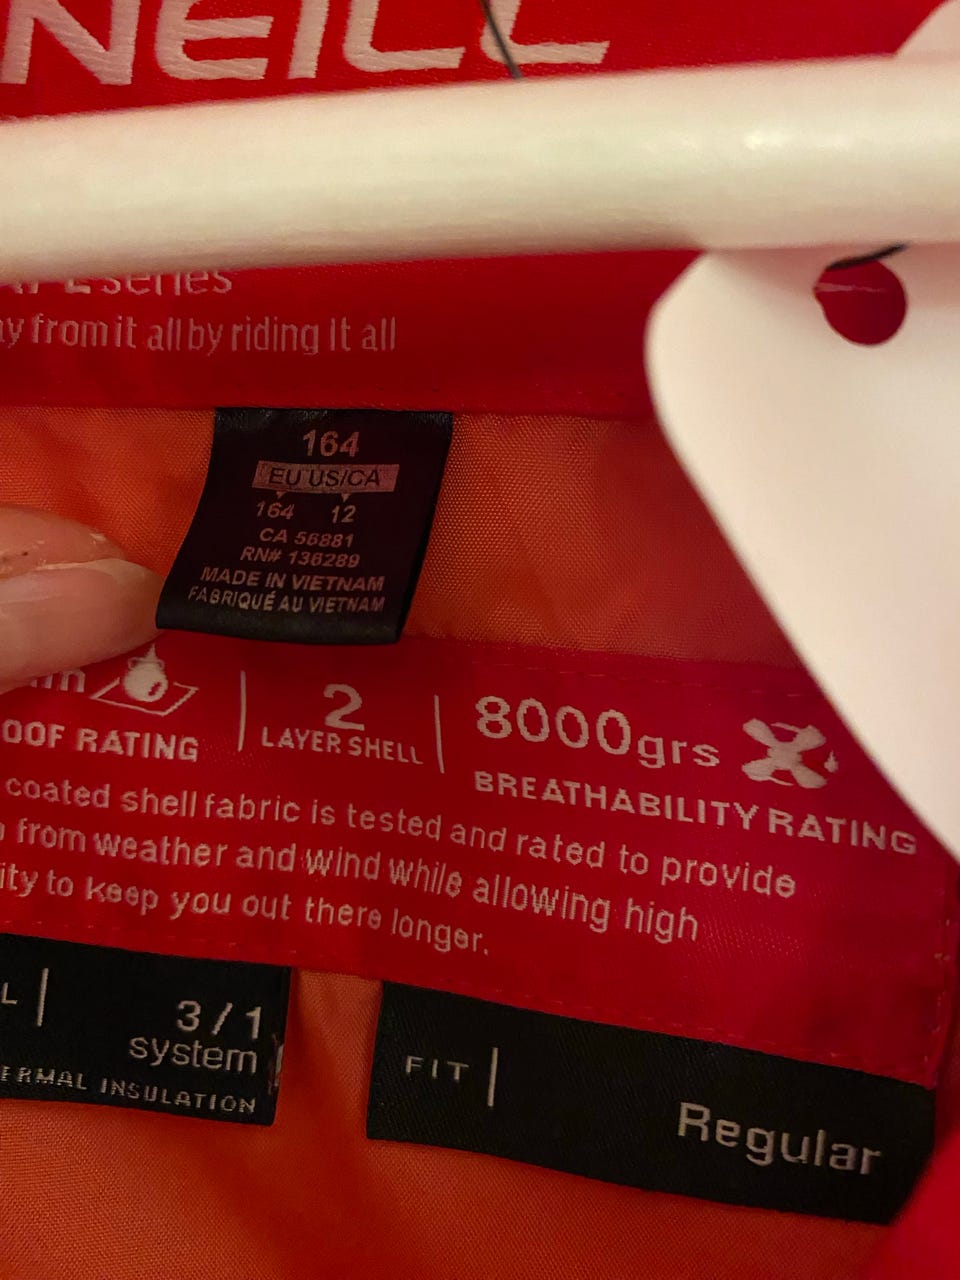 NEILL
series
from it all by riding it all
164
EU US/CA
164 12
CA 56881
RN# 136289
MADE IN VIETNAM
FABRIQUÉ AU VIETNAM
2
LAYER SHELL
8000grs
OOF RATING
BREATHABILITY RATING
coated shell fabric is tested and rated to provide
from weather and wind while allowing high
ity to keep you out there longer.
L
3/1
system
ERMAL INSULATION
FIT
Regular